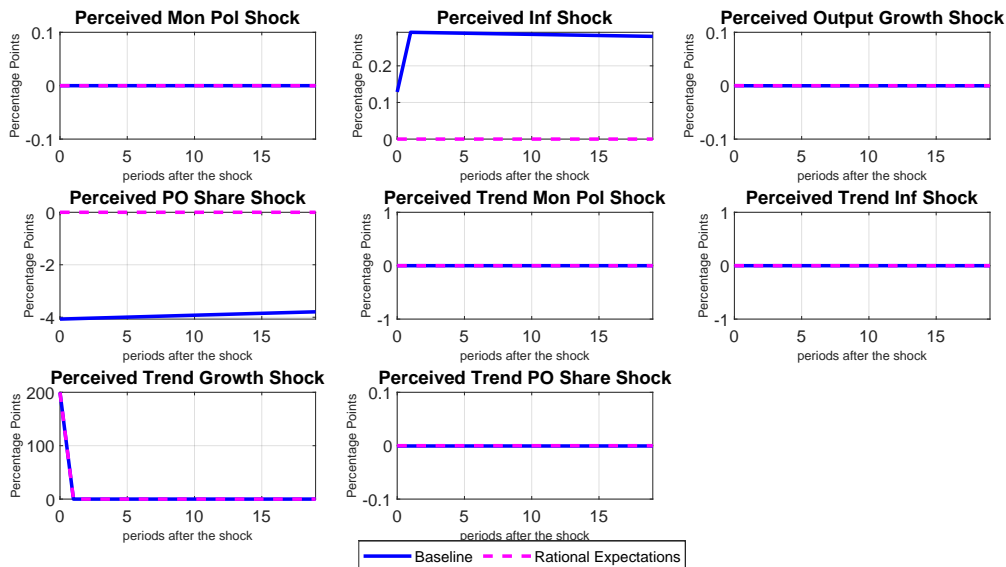 Perceived Mon Pol Shock
Percentage Points
0.1
0
-0.1
0 5 10 15
periods after the shock
Perceived Inf Shock
Percentage Points
0.2
0.1
0
0 5 10 15
periods after the shock
Perceived Output Growth Shock
Percentage Points
0.1
0
-0.1
0 5 10 15
periods after the shock
Perceived PO Share Shock
Percentage Points
0
-2
-4
0 5 10 15
periods after the shock
Perceived Trend Mon Pol Shock
Percentage Points
1
0
-1
0 5 10 15
periods after the shock
Perceived Trend Inf Shock
Percentage Points
1
0
-1
0 5 10 15
periods after the shock
Perceived Trend Growth Shock
Percentage Points
200
100
0
0 5 10 15
periods after the shock
Perceived Trend PO Share Shock
Percentage Points
0.1
0
-0.1
0 5 10 15
periods after the shock
Baseline Rational Expectations